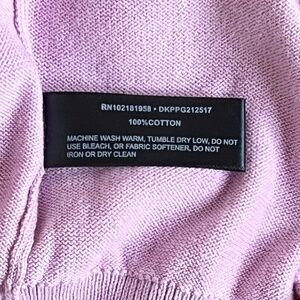 RN102181958 • DKPPG212517
100%COTTON
MACHINE WASH WARM, TUMBLE DRY LOW, DO NOT
USE BLEACH, OR FABRIC SOFTENER, DO NOT
IRON OR DRY CLEAN